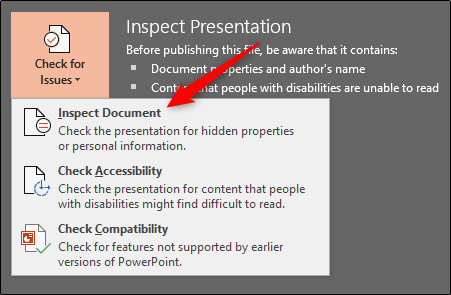 Inspect Presentation
Check for
Issues
Before publishing this file, be aware that it contains:
Document properties and author's name
Content that people with disabilities are unable to read
Inspect Document
Check the presentation for hidden properties
or personal information.
Check Accessibility
Check the presentation for content that people
with disabilities might find difficult to read.
Check Compatibility
Check for features not supported by earlier
versions of PowerPoint.